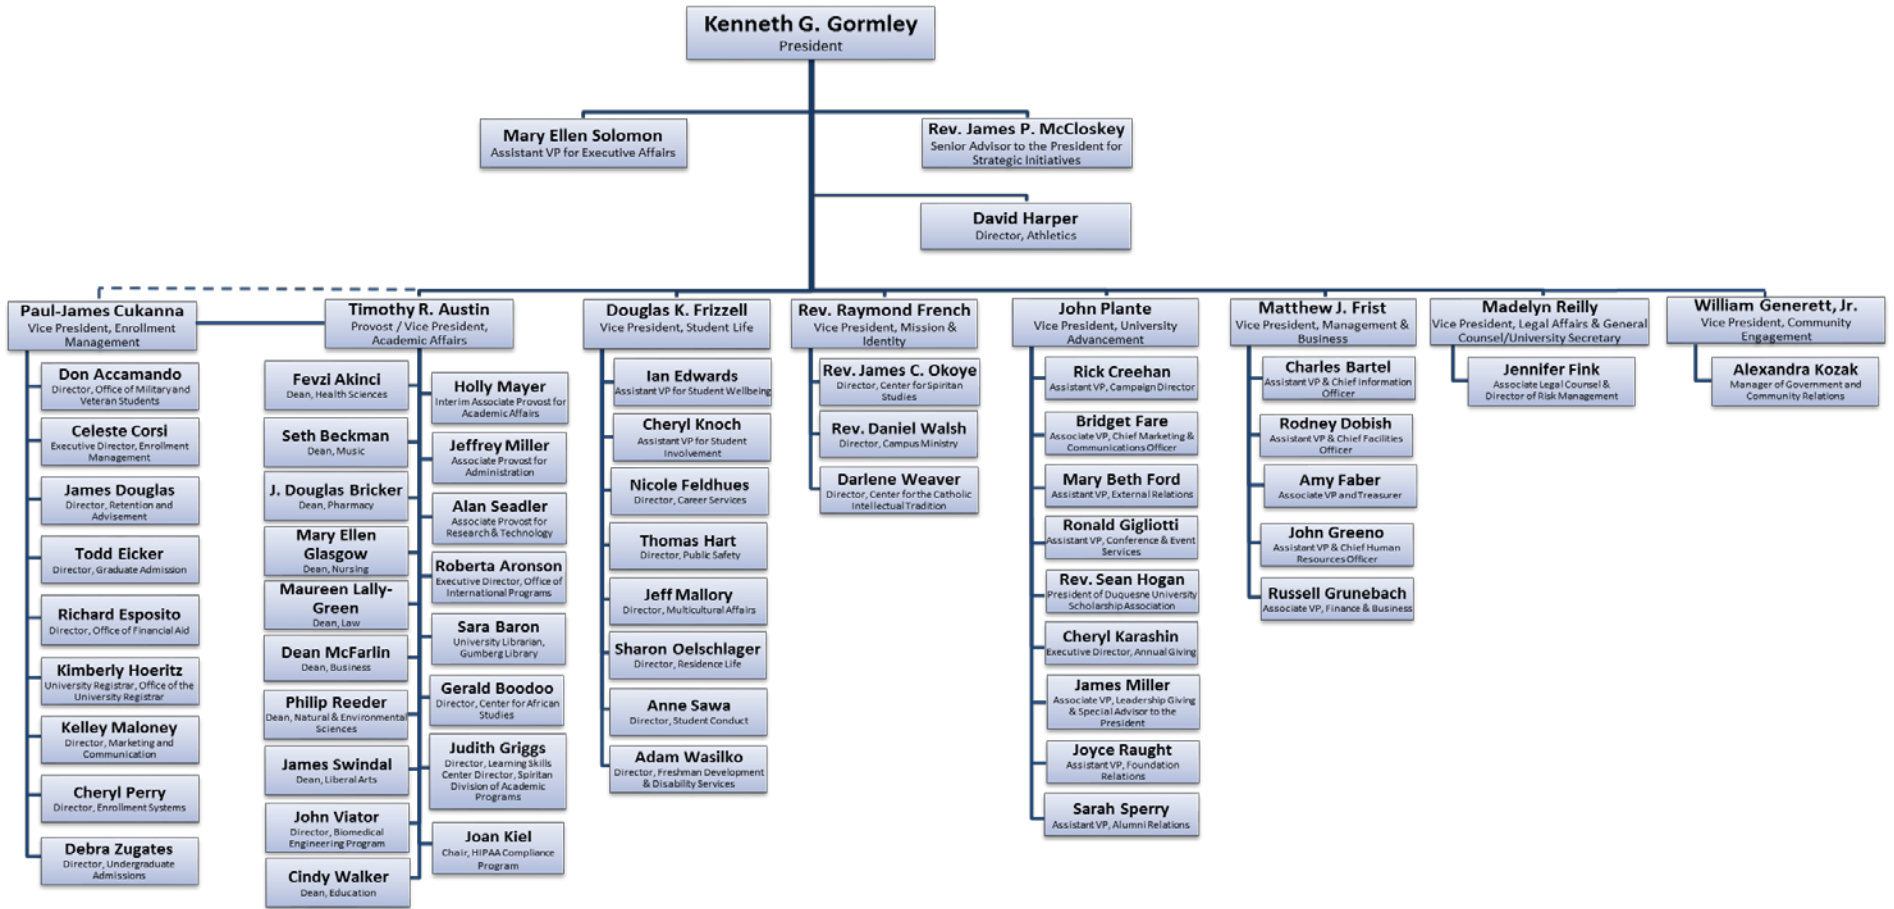 Kenneth G. Gormley
President
Mary Ellen Solomon
Assistant VP for Executive Affairs
Rev. James P. McCloskey
Senior Advisor to the President for
Strategic Initiatives
David Harper
Director, Athletics
Paul-James Cukanna
Vice President, Enrollment
Management
Don Accamando
Director, Office of Military and
Veteran Students
Celeste Corsi
Executive Director, Enrollment
Management
James Douglas
Director, Retention and
Advisement
Todd Eicker
Director, Graduate Admission
Richard Esposito
Director, Office of Financial Aid
Kimberly Hoeritz
University Registrar, Office of the
University Registrar
Kelley Maloney
Director, Marketing and
Communication
Cheryl Perry
Director, Enrollment Systems
Debra Zugates
Director, Undergraduate
Admissions
Timothy R. Austin
Provost / Vice President,
Academic Affairs
Fevzi Akinci
Dean, Health Sciences
Seth Beckman
Dean, Music
J. Douglas Bricker
Dean, Pharmacy
Mary Ellen
Glasgow
Dean, Nursing
Maureen Lally-
Green
Dean, Law
Dean McFarlin
Dean, Business
Philip Reeder
Dean, Natural & Environmental
Sciences
James Swindal
Dean, Liberal Arts
John Viator
Director, Biomedical
Engineering Program
Cindy Walker
Dean, Education
Holly Mayer
Interim Associate Provost for
Academic Affairs
Jeffrey Miller
Associate Provost for
Administration
Alan Seadler
Associate Provost for
Research & Technology
Roberta Aronson
Executive Director, Office of
International Programs
Sara Baron
University Librarian,
Gumberg Library
Gerald Boodoo
Director, Center for African
Studies
Judith Griggs
Director, Learning Skills
Center Director, Spiritan
Division of Academic
Programs
Joan Kiel
Chair, HIPAA Compliance
Program
Douglas K. Frizzell
Vice President, Student Life
Ian Edwards
Assistant VP for Student Wellbeing
Cheryl Knoch
Assistant VP for Student
Involvement
Nicole Feldhues
Director, Career Services
Thomas Hart
Director, Public Safety
Jeff Mallory
Director, Multicultural Affairs
Sharon Oelschlager
Director, Residence Life
Anne Sawa
Director, Student Conduct
Adam Wasilko
Director, Freshman Development
& Disability Services
Rev. Raymond French
Vice President, Mission &
Identity
Rev. James C. Okoye
Director, Center for Spiritan
Studies
Rev. Daniel Walsh
Director, Campus Ministry
Darlene Weaver
Director, Center for the Catholic
Intellectual Tradition
John Plante
Vice President, University
Advancement
Rick Creehan
Assistant VP, Campaign Director
Bridget Fare
Associate VP, Chief Marketing &
Communications Officer
Mary Beth Ford
Assistant VP, External Relations
Ronald Gigliotti
Assistant VP, Conference & Event
Services
Rev. Sean Hogan
President of Duquesne University
Scholarship Association
Cheryl Karashin
Executive Director, Annual Giving
James Miller
Associate VP, Leadership Giving
& Special Advisor to the
President
Joyce Raught
Assistant VP, Foundation
Relations
Sarah Sperry
Assistant VP, Alumni Relations
Matthew J. Frist
Vice President, Management &
Business
Charles Bartel
Assistant VP & Chief Information
Officer
Rodney Dobish
Assistant VP & Chief Facilities
Officer
Amy Faber
Associate VP and Treasurer
John Greeno
Assistant VP & Chief Human
Resources Officer
Russell Grunebach
Associate VP, Finance & Business
Madelyn Reilly
Vice President, Legal Affairs & General
Counsel/University Secretary
Jennifer Fink
Associate Legal Counsel &
Director of Risk Management
William Generett, Jr.
Vice President, Community
Engagement
Alexandra Kozak
Manager of Government and
Community Relations